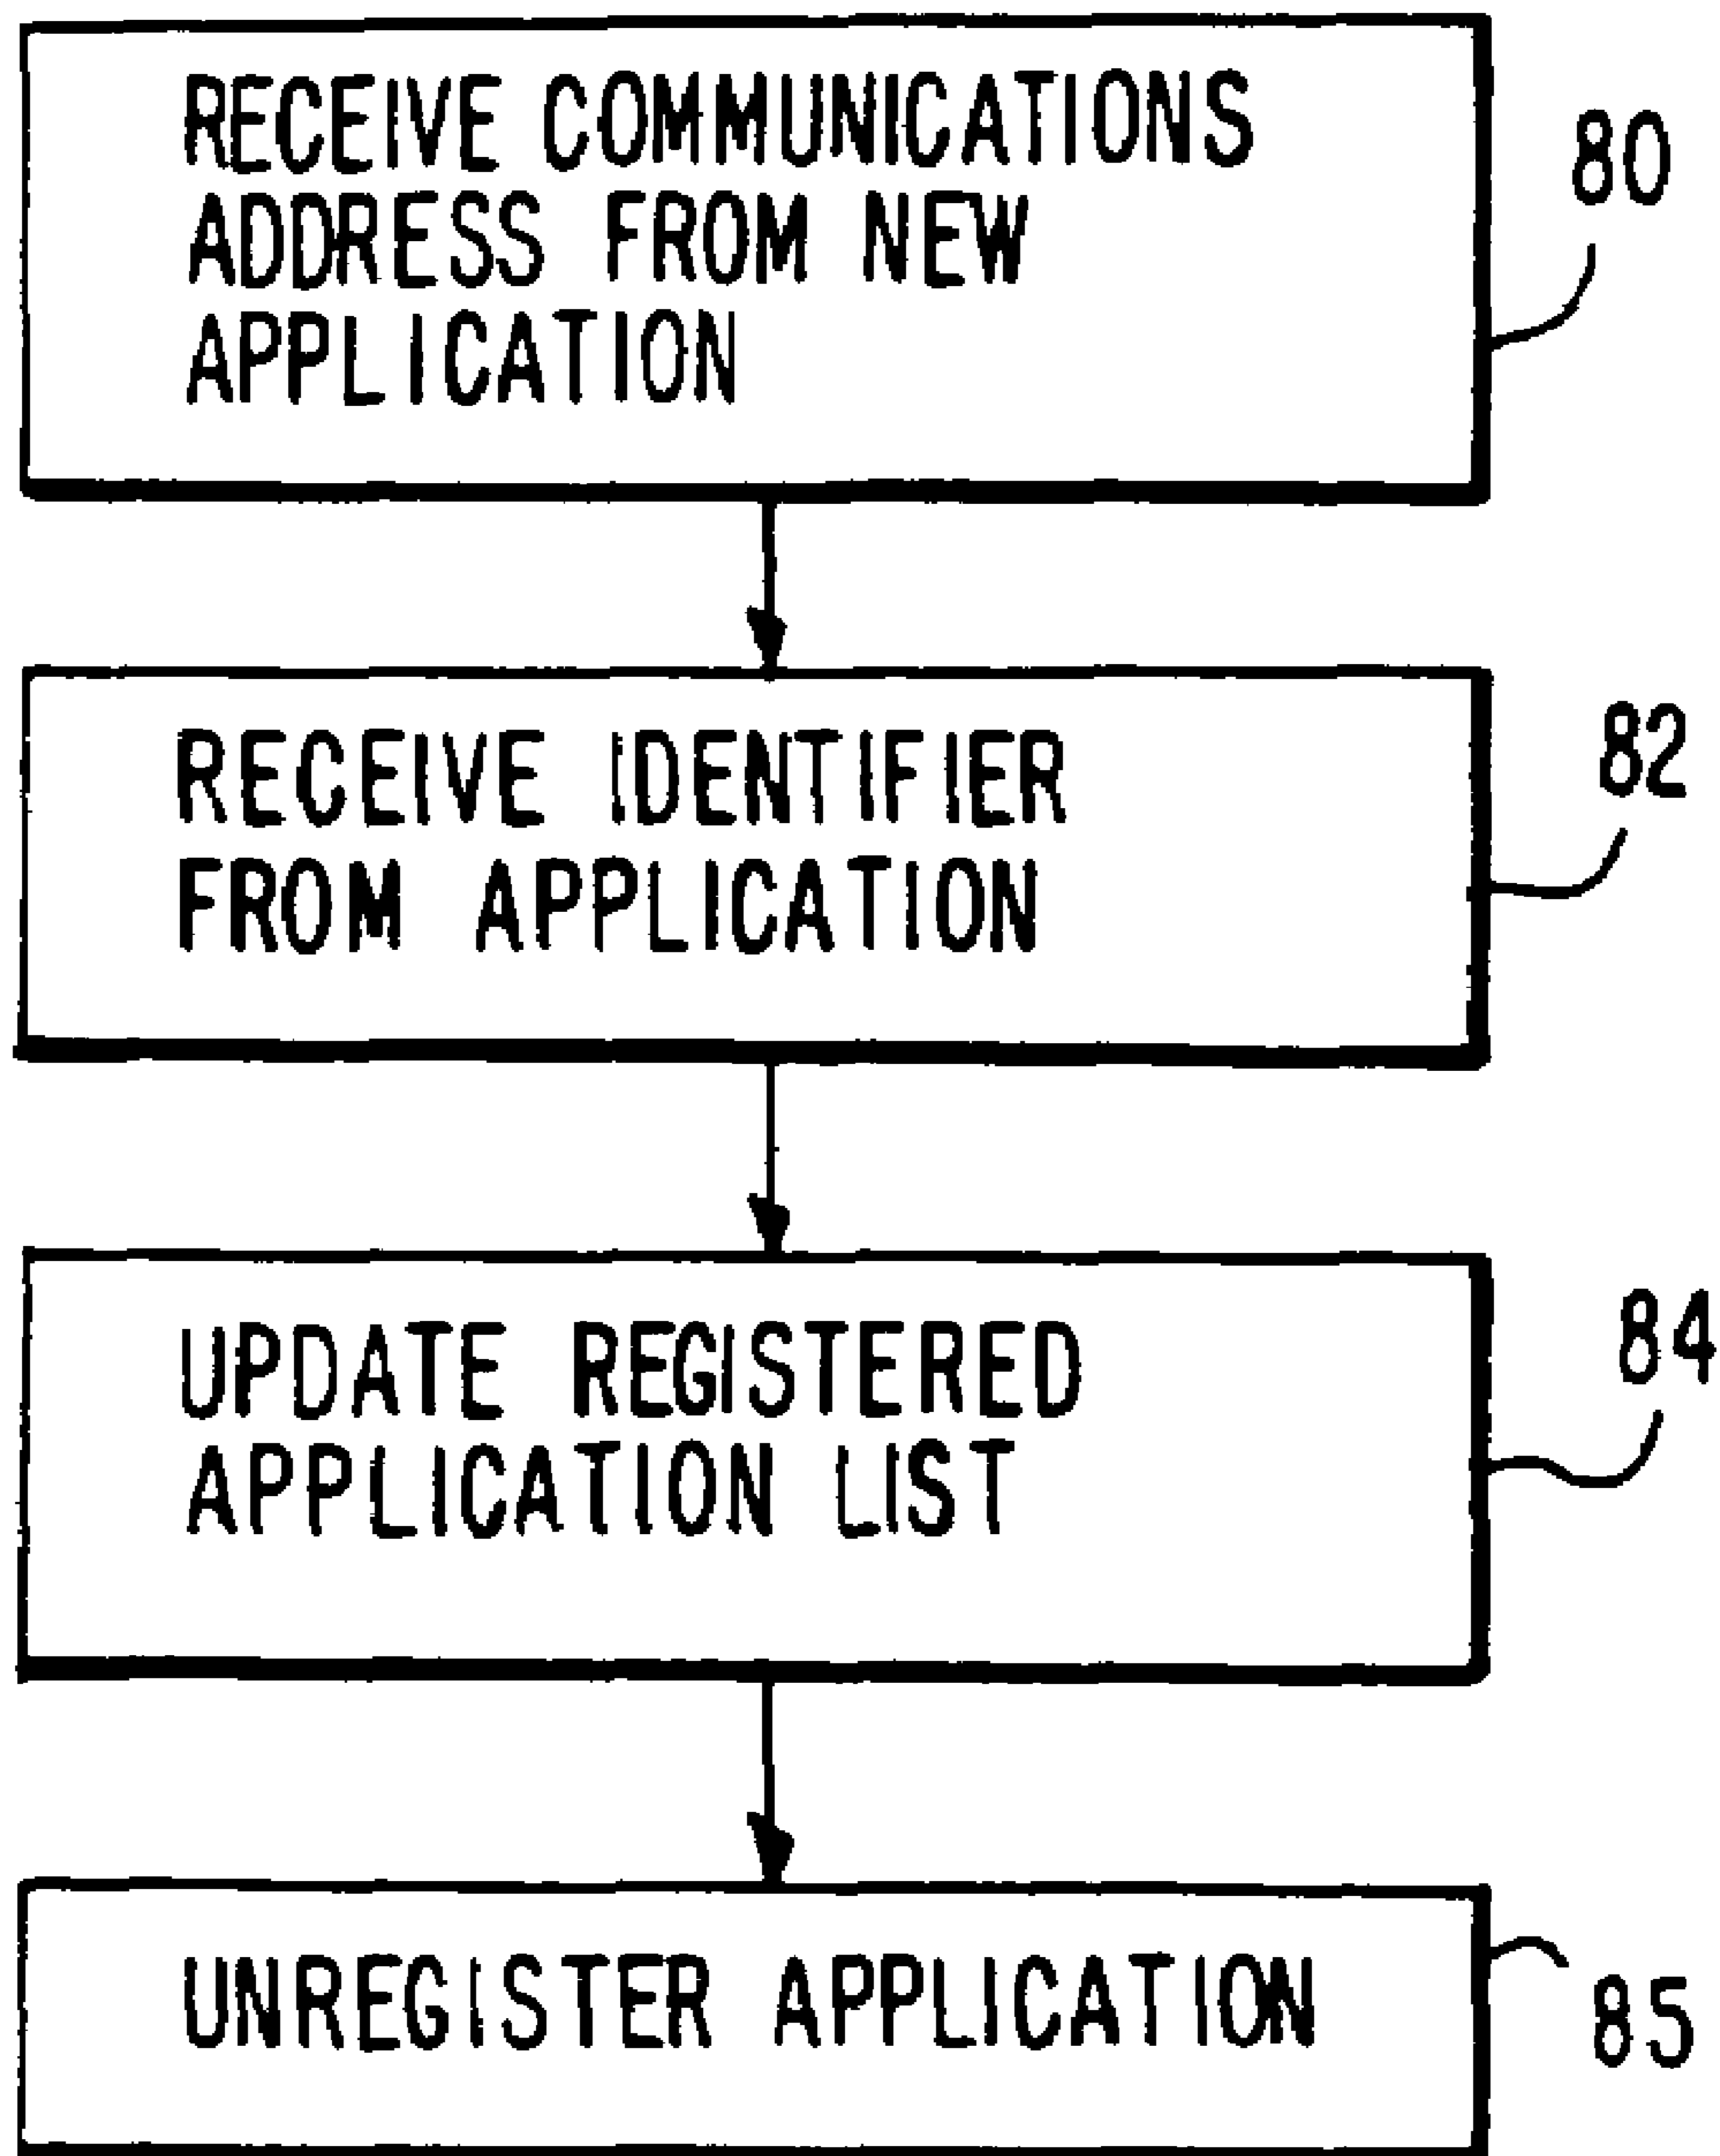 RECEIVE COMMUNICATIONS
ADDRESS FROM NEW
APPLICATION
80
RECEIVE IDENTIFIER
FROM APPLICATION
82
UPDATE REGISTERED
APPLICATION LIST
84
UNREGISTER APPLICATION
85